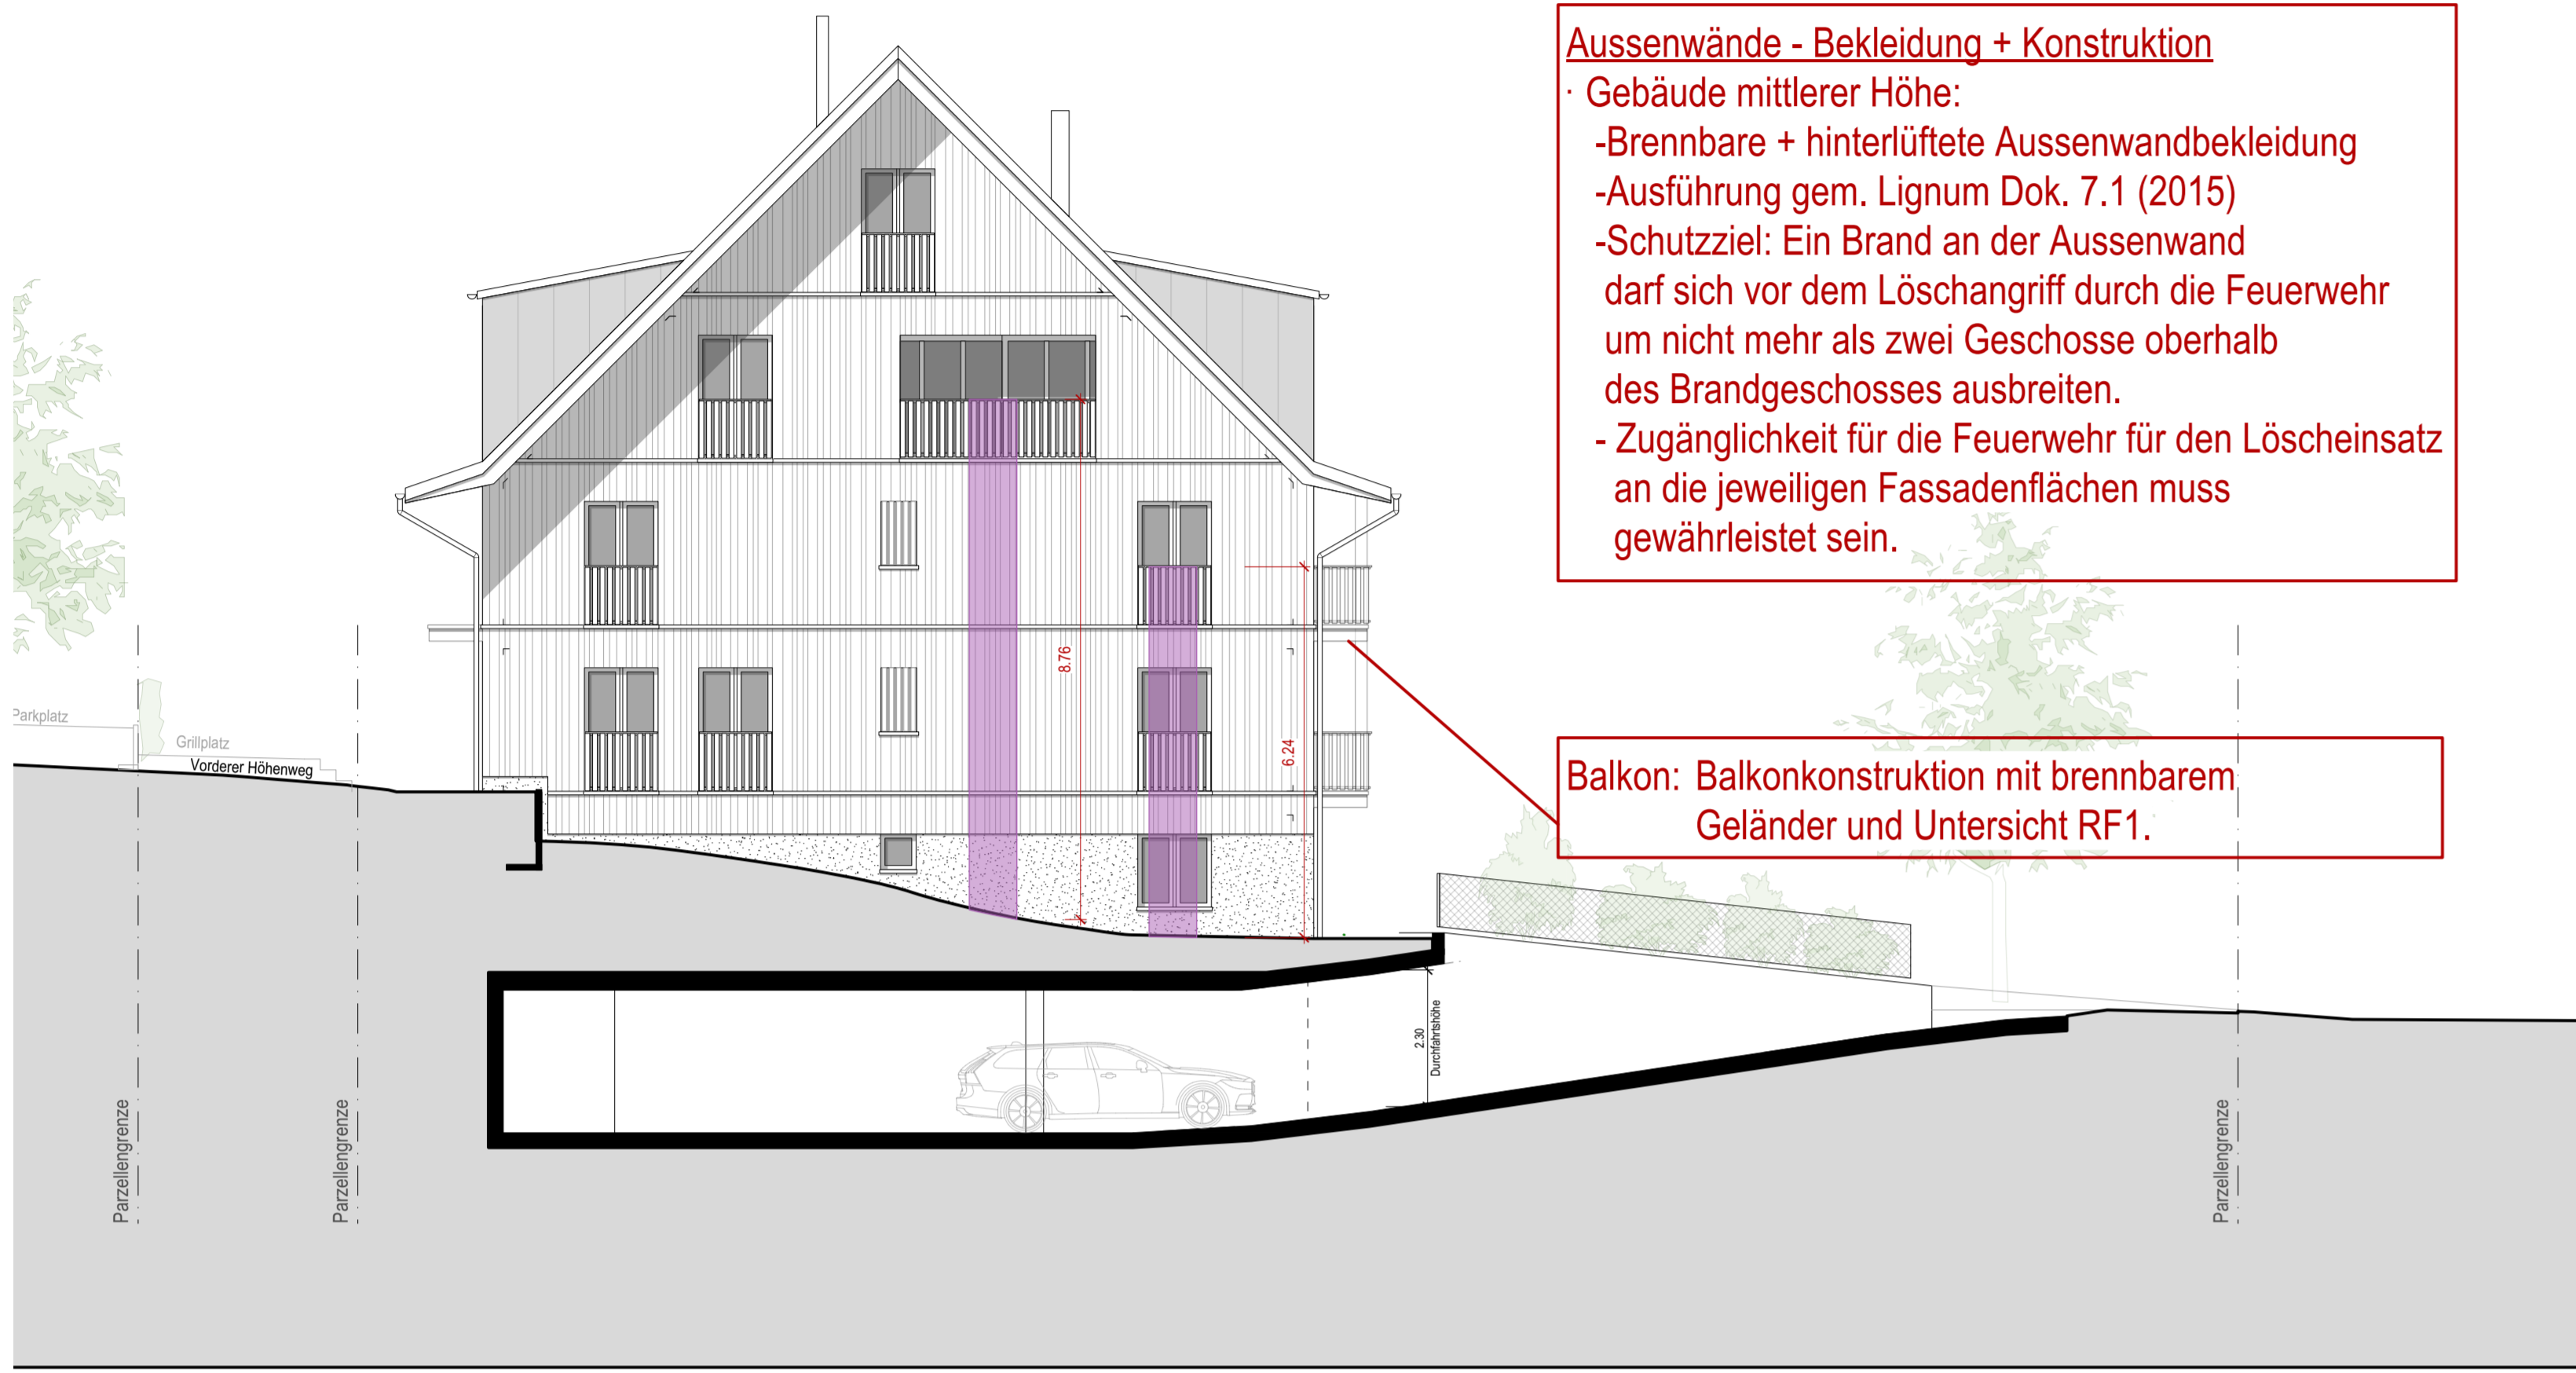 Aussenwände - Bekleidung + Konstruktion
· Gebäude mittlerer Höhe:
-Brennbare + hinterlüftete Aussenwandbekleidung
-Ausführung gem. Lignum Dok. 7.1 (2015)
-Schutzziel: Ein Brand an der Aussenwand
darf sich vor dem Löschangriff durch die Feuerwehr
um nicht mehr als zwei Geschosse oberhalb
des Brandgeschosses ausbreiten.
- Zugänglichkeit für die Feuerwehr für den Löscheinsatz
an die jeweiligen Fassadenflächen muss
gewährleistet sein.
8.76
6.24
Parkplatz
Grillplatz
Vorderer Höhenweg
Balkon: Balkonkonstruktion mit brennbarem
Geländer und Untersicht RF1.
2.30
Durchfahrtshöhe
Parzellengrenze
Parzellengrenze
Parzellengrenze